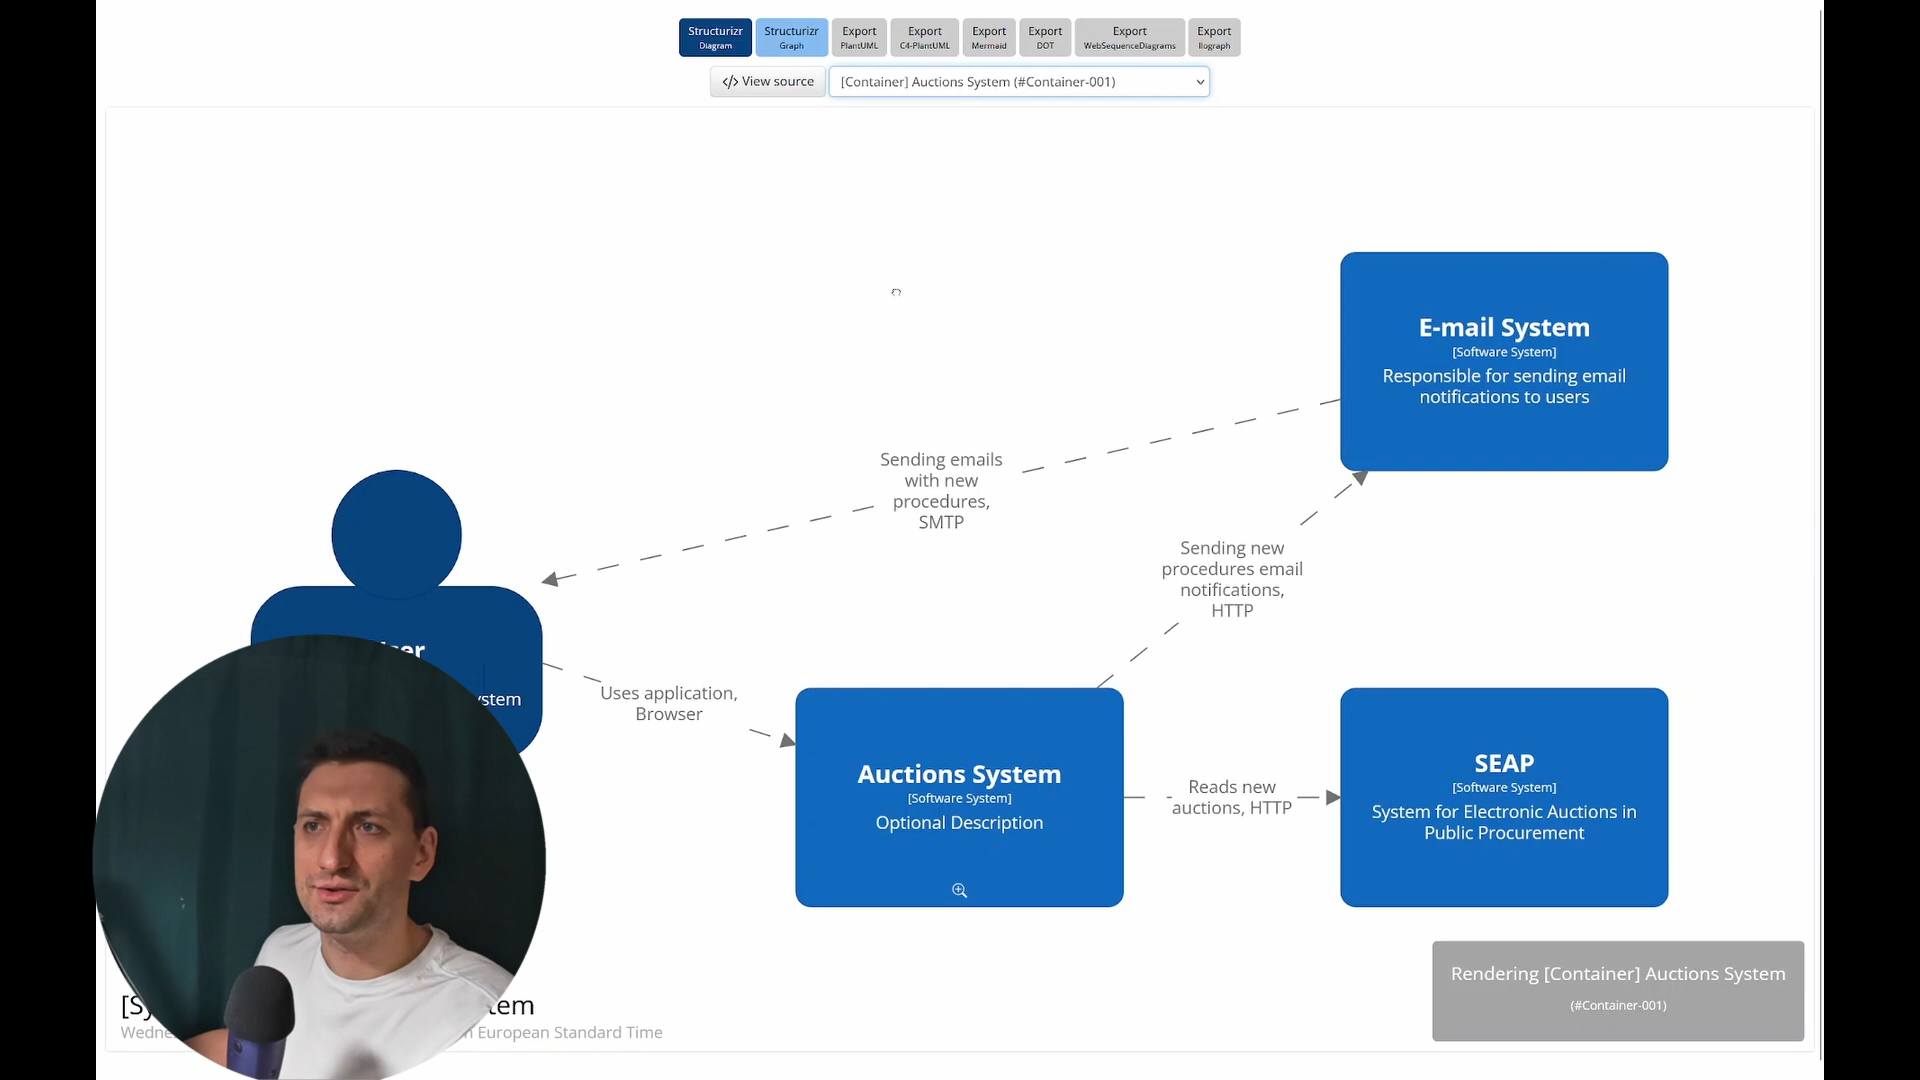 Structurizr
Diagram
Structurizr
Graph
Export
PlantUML
Export
C4-PlantUML
Export
Mermaid
Export
DOT
Export
WebSequenceDiagrams
Export
Ilograph
</> View source
[Container] Auctions System (#Container-001)
E-mail System
[Software System]
Responsible for sending email
notifications to users
Sending emails
with new
procedures,
SMTP
Sending new
procedures email
notifications,
HTTP
Uses application,
Browser
Auctions System
[Software System]
Optional Description
Reads new
auctions, HTTP
SEAP
[Software System]
System for Electronic Auctions in
Public Procurement
European Standard Time
Rendering [Container] Auctions System
(#Container-001)